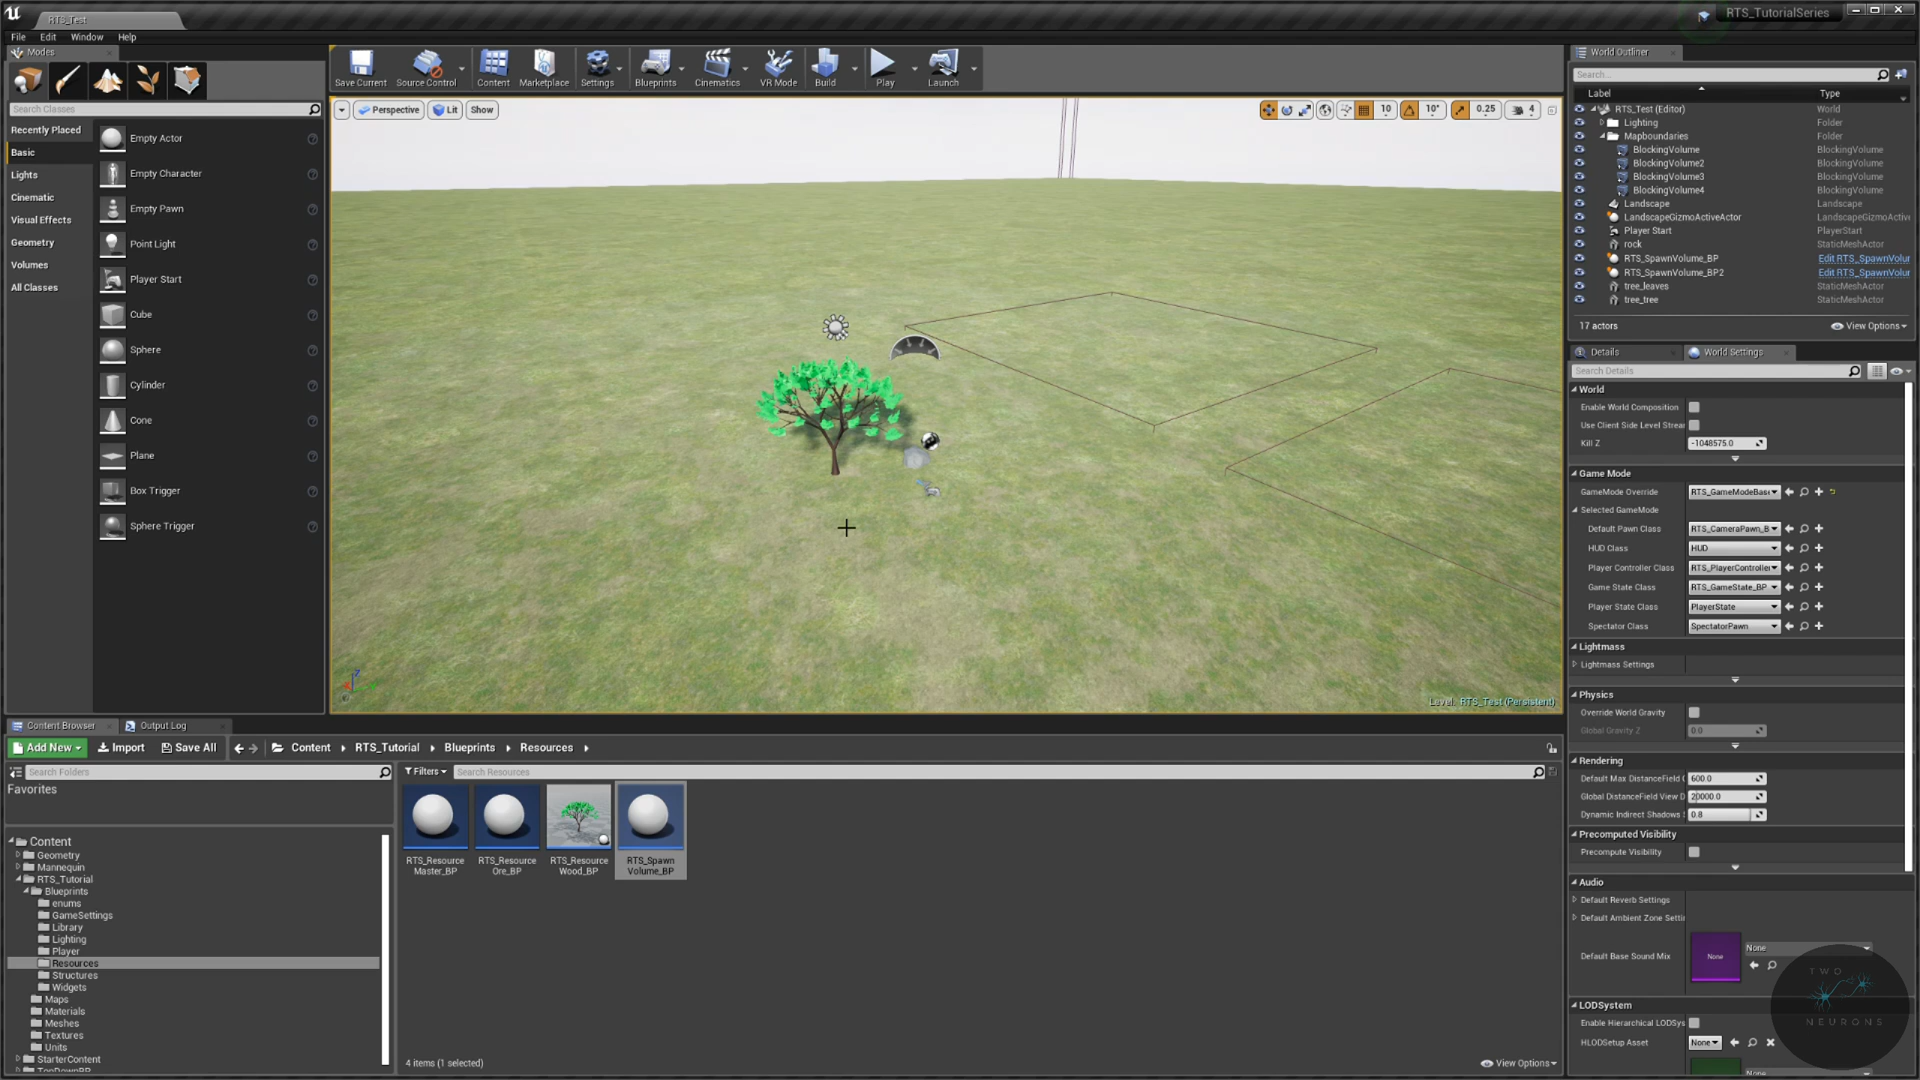 RTS_Test
RTS_TutorialSeries
File Edit Window Help
Modes
Search Classes
Recently Placed
Basic
Lights
Cinematic
Visual Effects
Geometry
Volumes
All Classes
Empty Actor
Empty Character
Empty Pawn
Point Light
Player Start
Cube
Sphere
Cylinder
Cone
Plane
Box Trigger
Sphere Trigger
Save Current Source Control Content Marketplace Settings Blueprints Cinematics VR Mode Build Play Launch
Perspective Lit Show
10 10° 0.25 4
Level: RTS_Test (Persistent)
World Outliner
Search...
Label Type
RTS_Test (Editor) World
Lighting Folder
Mapboundaries Folder
BlockingVolume BlockingVolume
BlockingVolume2 BlockingVolume
BlockingVolume3 BlockingVolume
BlockingVolume4 BlockingVolume
Landscape Landscape
LandscapeGizmoActiveActor LandscapeGizmoActiv
Player Start PlayerStart
rock StaticMeshActor
RTS_SpawnVolume_BP Edit RTS_SpawnVolur
RTS_SpawnVolume_BP2 Edit RTS_SpawnVolur
tree_leaves StaticMeshActor
tree_tree StaticMeshActor
17 actors View Options
Details World Settings
Search Details
World
Enable World Composition
Use Client Side Level Strea
Kill Z -1048575.0
Game Mode
GameMode Override RTS_GameModeBase
Selected GameMode
Default Pawn Class RTS_CameraPawn_B
HUD Class HUD
Player Controller Class RTS_PlayerController
Game State Class RTS_GameState_BP
Player State Class PlayerState
Spectator Class SpectatorPawn
Lightmass
Lightmass Settings
Physics
Override World Gravity
Global Gravity Z 0.0
Rendering
Default Max DistanceField 600.0
Global DistanceField View D 20000.0
Dynamic Indirect Shadows 0.8
Precomputed Visibility
Precompute Visibility
Audio
Default Reverb Settings
Default Ambient Zone Setti
Default Base Sound Mix None None
LODSystem
Enable Hierarchical LODSys
HLODSetup Asset None
None
TWO
NEURONS
Content Browser Output Log
Add New Import Save All Content RTS_Tutorial Blueprints Resources
Search Folders
Favorites
Content
Geometry
Mannequin
RTS_Tutorial
Blueprints
enums
GameSettings
Library
Lighting
Player
Resources
Structures
Widgets
Maps
Materials
Meshes
Textures
Units
StarterContent
TopDownBP
Filters Search Resources
RTS_Resource
Master_BP
RTS_Resource
Ore_BP
RTS_Resource
Wood_BP
RTS_Spawn
Volume_BP
4 items (1 selected) View Options